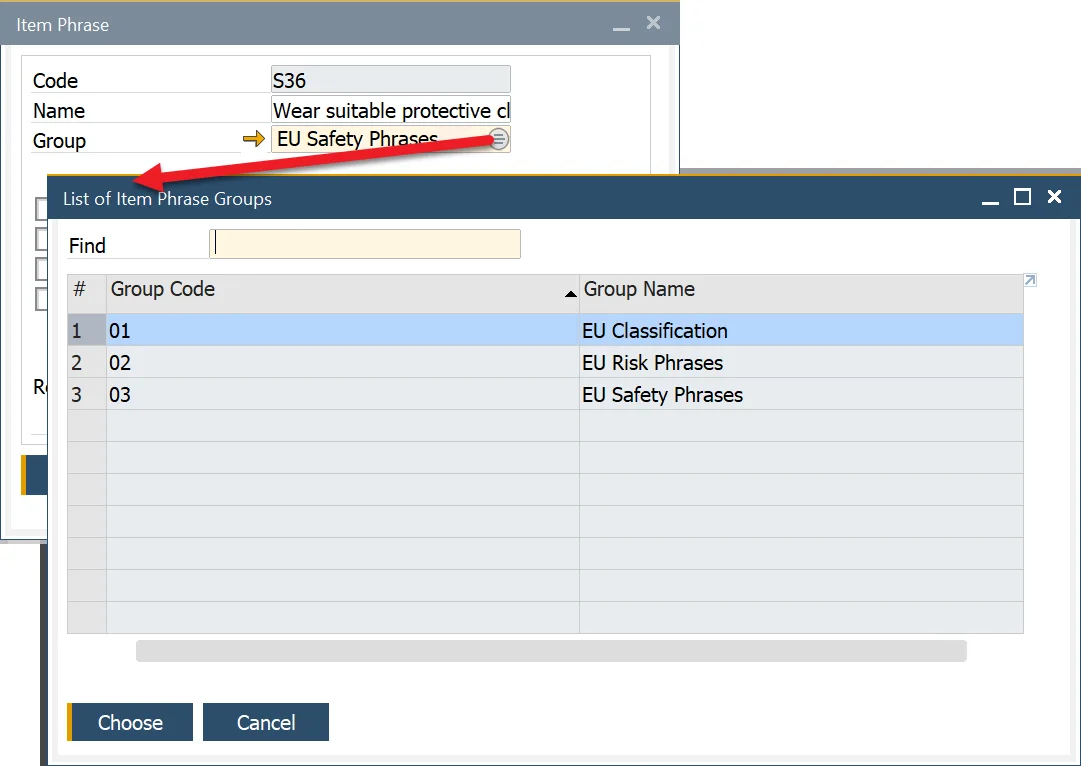 Item Phrase
Code S36
Name Wear suitable protective cl
Group EU Safety Phrases
List of Item Phrase Groups
Find
# Group Code Group Name
1 01 EU Classification
2 02 EU Risk Phrases
3 03 EU Safety Phrases
Choose Cancel